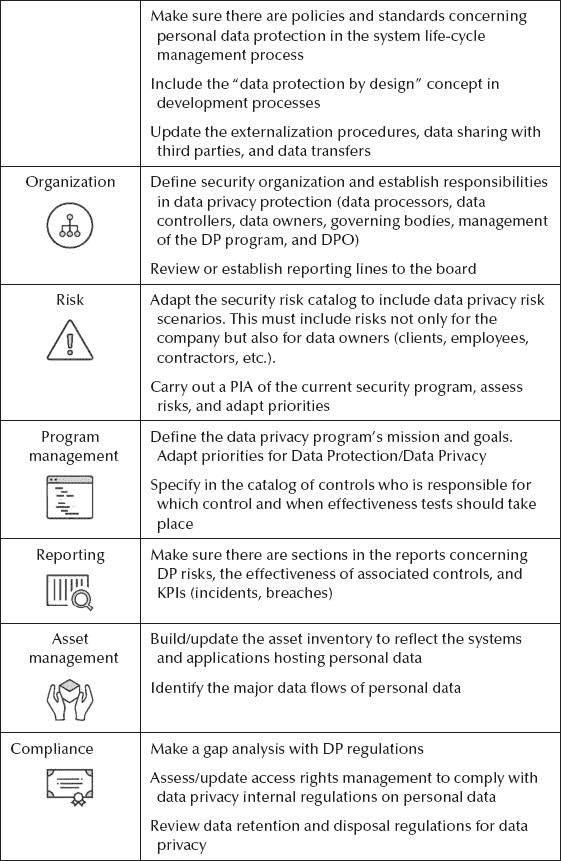 Make sure there are policies and standards concerning
personal data protection in the system life-cycle
management process
Include the “data protection by design” concept in
development processes
Update the externalization procedures, data sharing with
third parties, and data transfers
Organization
Define security organization and establish responsibilities
in data privacy protection (data processors, data
controllers, data owners, governing bodies, management
of the DP program, and DPO)
Review or establish reporting lines to the board
Risk
Adapt the security risk catalog to include data privacy risk
scenarios. This must include risks not only for the
company but also for data owners (clients, employees,
contractors, etc.).
Carry out a PIA of the current security program, assess
risks, and adapt priorities
Program
management
Define the data privacy program’s mission and goals.
Adapt priorities for Data Protection/Data Privacy
Specify in the catalog of controls who is responsible for
which control and when effectiveness tests should take
place
Reporting
Make sure there are sections in the reports concerning
DP risks, the effectiveness of associated controls, and
KPIs (incidents, breaches)
Asset
management
Build/update the asset inventory to reflect the systems
and applications hosting personal data
Identify the major data flows of personal data
Compliance
Make a gap analysis with DP regulations
Assess/update access rights management to comply with
data privacy internal regulations on personal data
Review data retention and disposal regulations for data
privacy